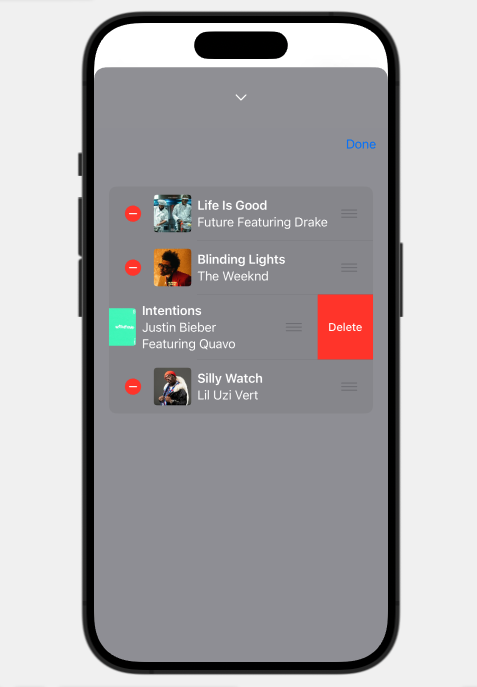 Done
Life Is Good
Future Featuring Drake
Blinding Lights
The Weeknd
Intentions
Justin Bieber
Featuring Quavo
Delete
Silly Watch
Lil Uzi Vert